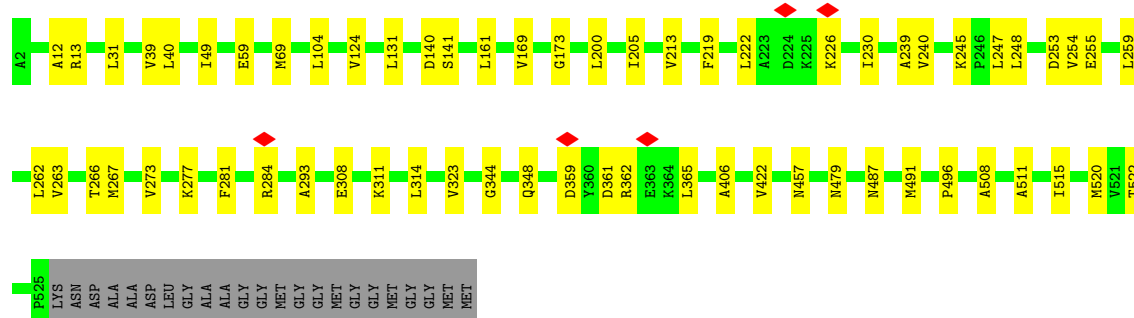 A2 A12 R13 L31 V39 L40 I49 E59 M69 L104 V124 L131 D140 S141 L161 V169 G173 L200 I205 V213 F219 L222 A223 D224 K225 K226 I230 A239 V240 K245 P246 L247 L248 D253 V254 E255 L259
L262 V263 T266 M267 V273 K277 F281 R284 A293 E308 K311 L314 V323 G344 Q348 D359 Y360 D361 R362 E363 K364 L365 A406 V422 N457 N479 N487 M491 P496 A508 A511 I515 M520 V521 T522
P525 LYS ASN ASP ALA ALA ASP LEU GLY ALA ALA GLY GLY MET GLY GLY MET GLY GLY MET GLY GLY MET MET